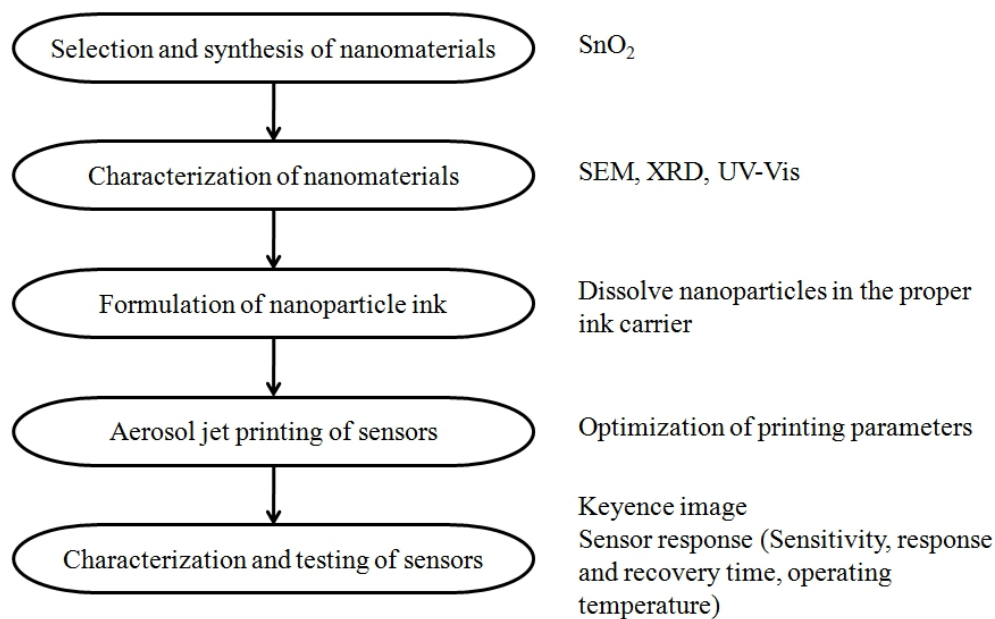 Selection and synthesis of nanomaterials
SnO₂
Characterization of nanomaterials
SEM, XRD, UV-Vis
Formulation of nanoparticle ink
Dissolve nanoparticles in the proper
ink carrier
Aerosol jet printing of sensors
Optimization of printing parameters
Characterization and testing of sensors
Keyence image
Sensor response (Sensitivity, response
and recovery time, operating
temperature)